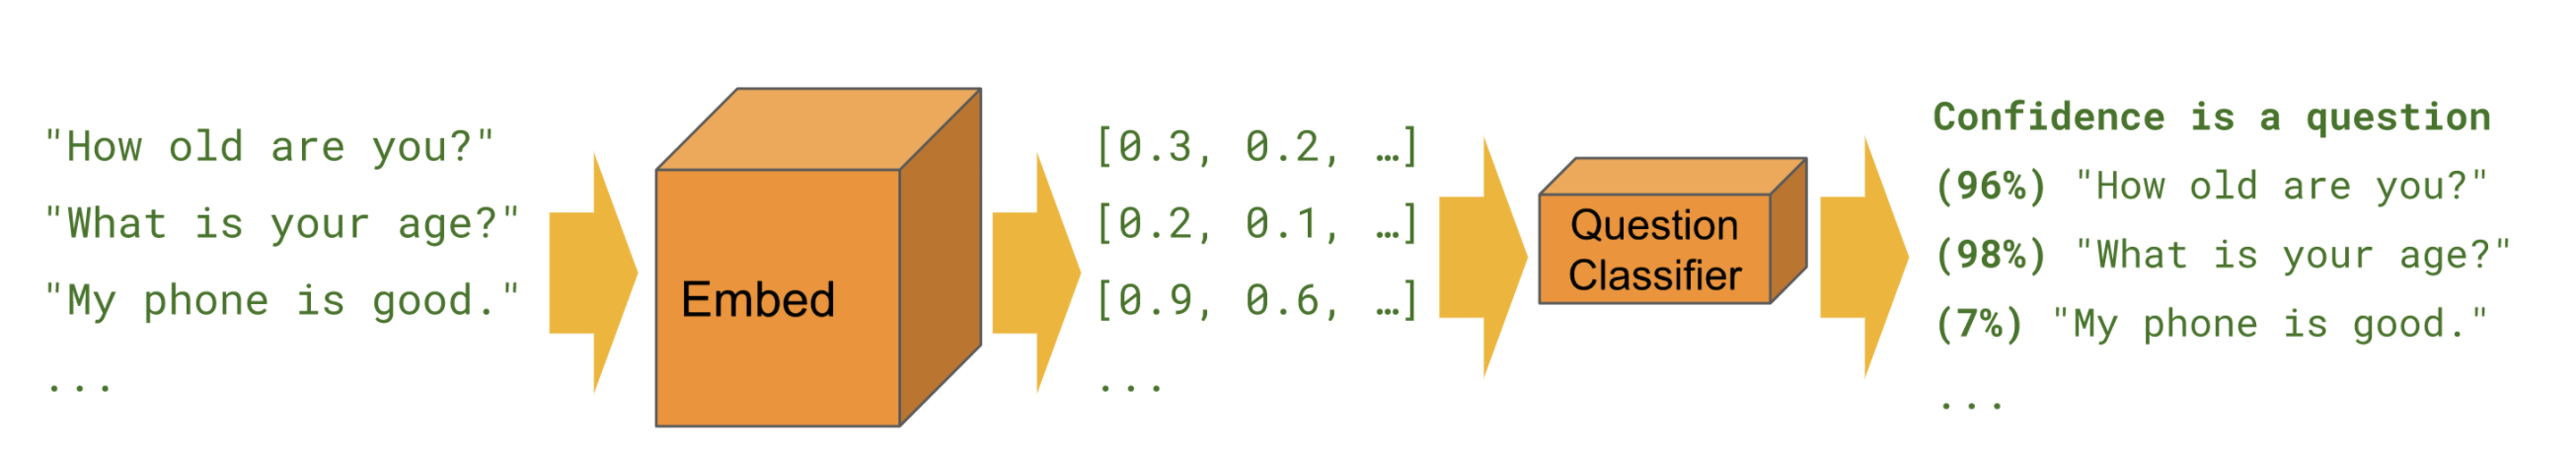 "How old are you?"
"What is your age?"
"My phone is good."
...
Embed
[0.3, 0.2, …]
[0.2, 0.1, …]
[0.9, 0.6, …]
...
Question
Classifier
Confidence is a question
(96%) "How old are you?"
(98%) "What is your age?"
(7%) "My phone is good."
...